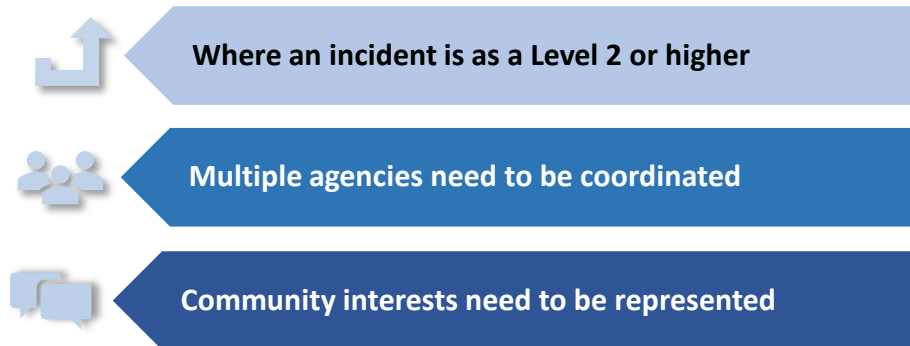 Where an incident is as a Level 2 or higher
Multiple agencies need to be coordinated
Community interests need to be represented